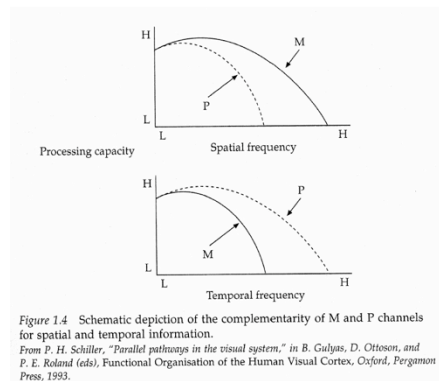 H
M
P
L
L
H
Processing capacity
Spatial frequency
H
P
M
L
L
H
Temporal frequency
Figure 1.4 Schematic depiction of the complementarity of M and P channels
for spatial and temporal information.
From P. H. Schiller, "Parallel pathways in the visual system," in B. Gulyas, D. Ottoson, and
P. E. Roland (eds), Functional Organisation of the Human Visual Cortex, Oxford, Pergamon
Press, 1993.